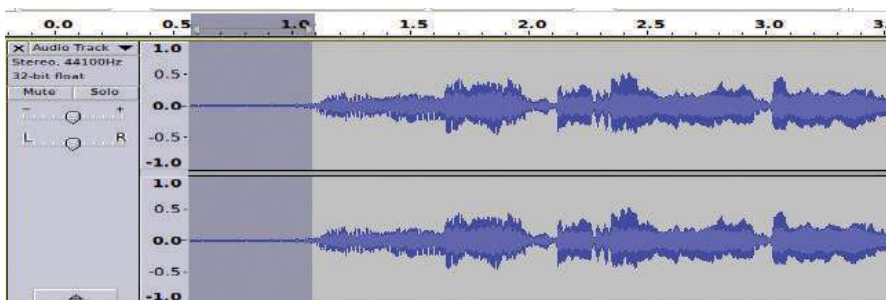 0.0 0.5 1.0 1.5 2.0 2.5 3.0
× Audio Track ▼
Stereo, 44100Hz
32-bit float
Mute Solo
- +
L R
1.0
0.5-
0.0-
-0.5-
-1.0
1.0
0.5-
0.0-
-0.5-
-1.0